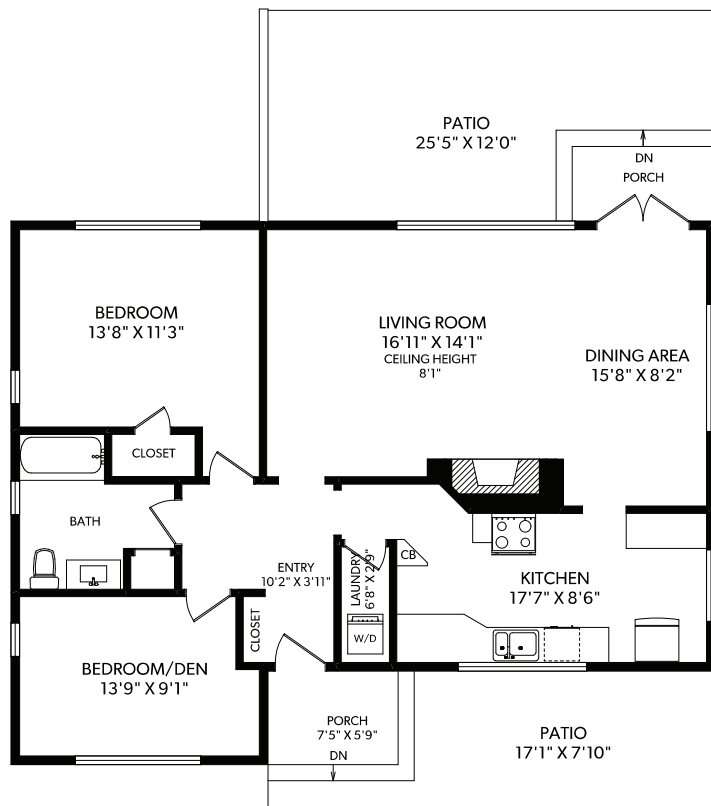 PATIO
25'5" X 12'0"
DN
PORCH
BEDROOM
13'8" X 11'3"
LIVING ROOM
16'11" X 14'1"
CEILING HEIGHT
8'1"
DINING AREA
15'8" X 8'2"
CLOSET
BATH
ENTRY
10'2" X 3'11"
LAUNDRY
6'8" X 2'9"
CB
KITCHEN
17'7" X 8'6"
CLOSET
W/D
BEDROOM/DEN
13'9" X 9'1"
PORCH
7'5" X 5'9"
DN
PATIO
17'1" X 7'10"